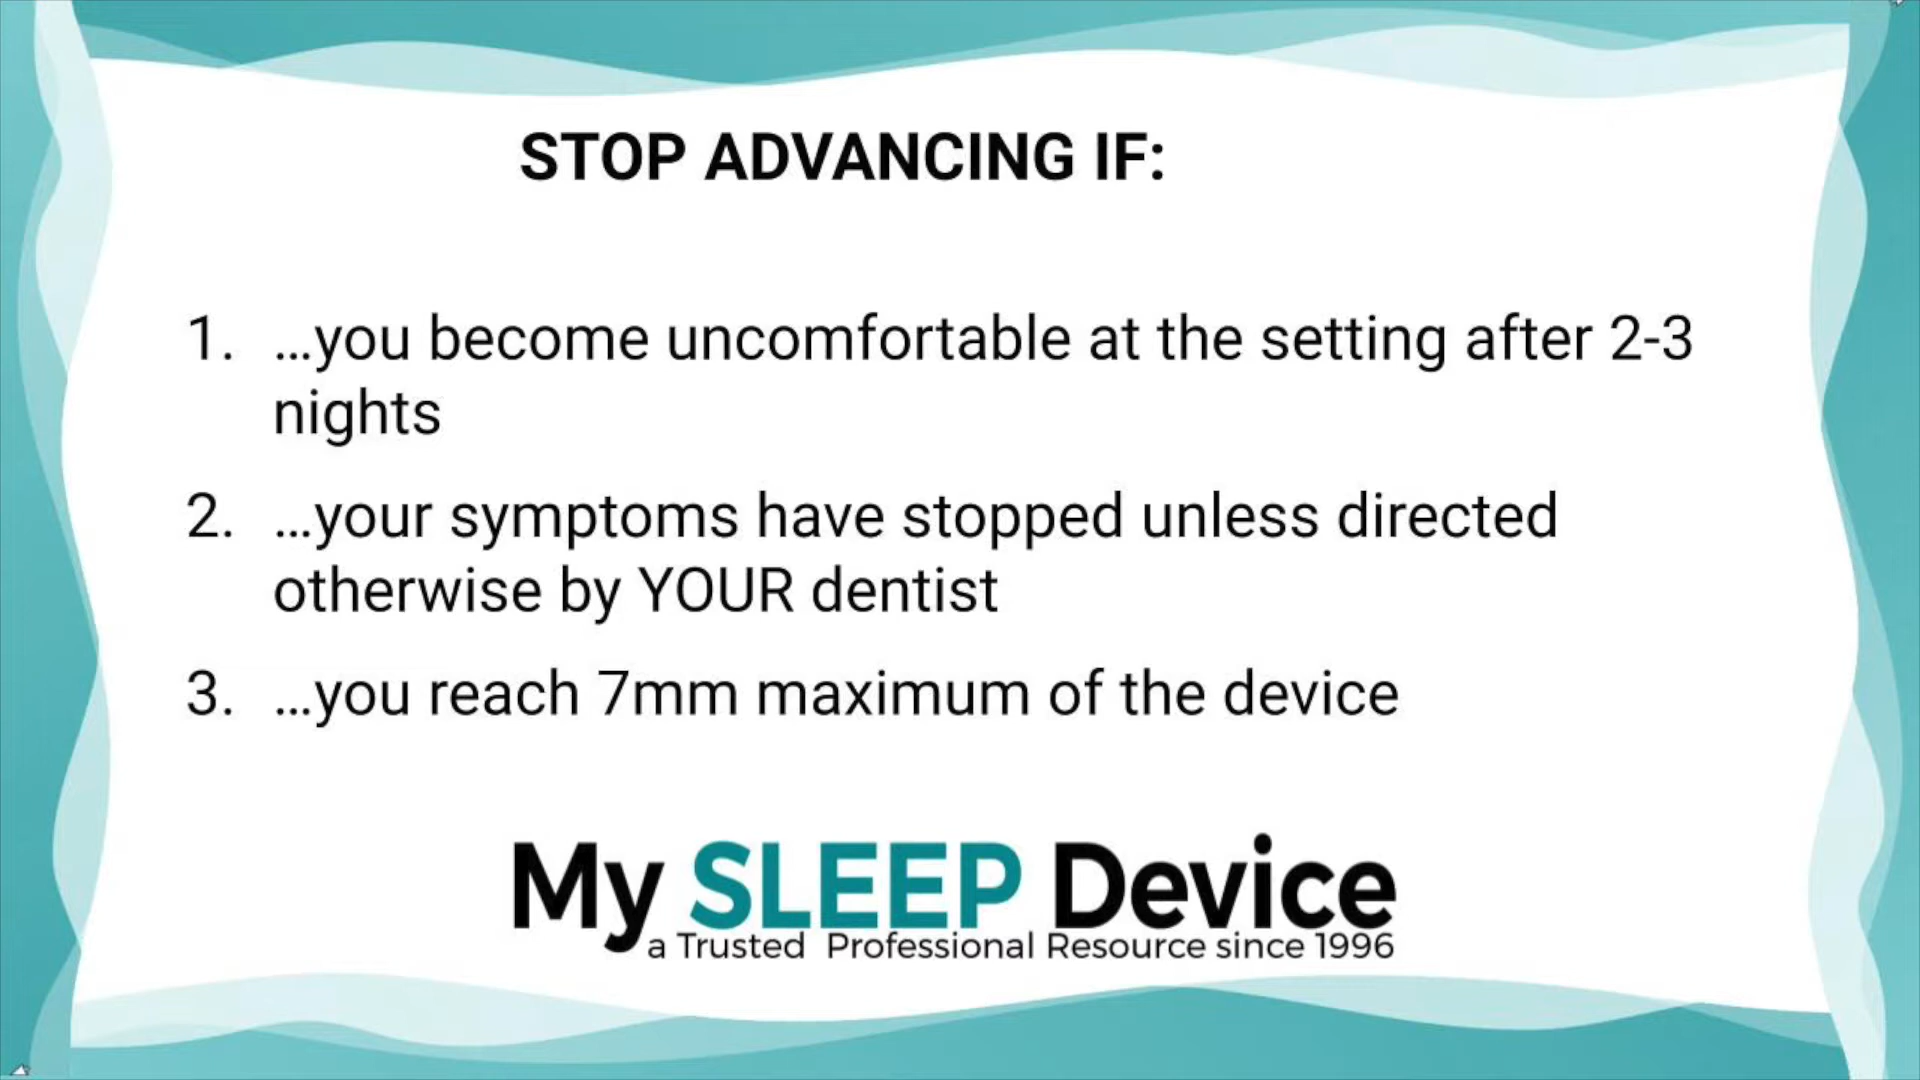 STOP ADVANCING IF:
1. ...you become uncomfortable at the setting after 2-3
nights
2. ...your symptoms have stopped unless directed
otherwise by YOUR dentist
3. ...you reach 7mm maximum of the device
My SLEEP Device
a Trusted Professional Resource since 1996